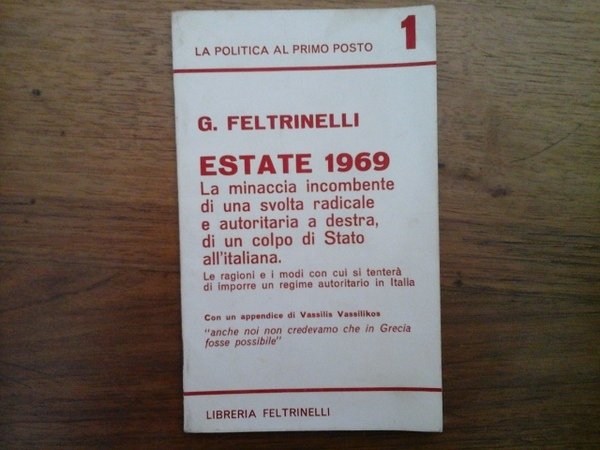 LA POLITICA AL PRIMO POSTO 1
G. FELTRINELLI
ESTATE 1969
La minaccia incombente
di una svolta radicale
e autoritaria a destra,
di un colpo di Stato
all'italiana.
Le ragioni e i modi con cui si tenterà
di imporre un regime autoritario in Italia
Con un appendice di Vassilis Vassilikos
"anche noi non credevamo che in Grecia
fosse possibile"
LIBRERIA FELTRINELLI